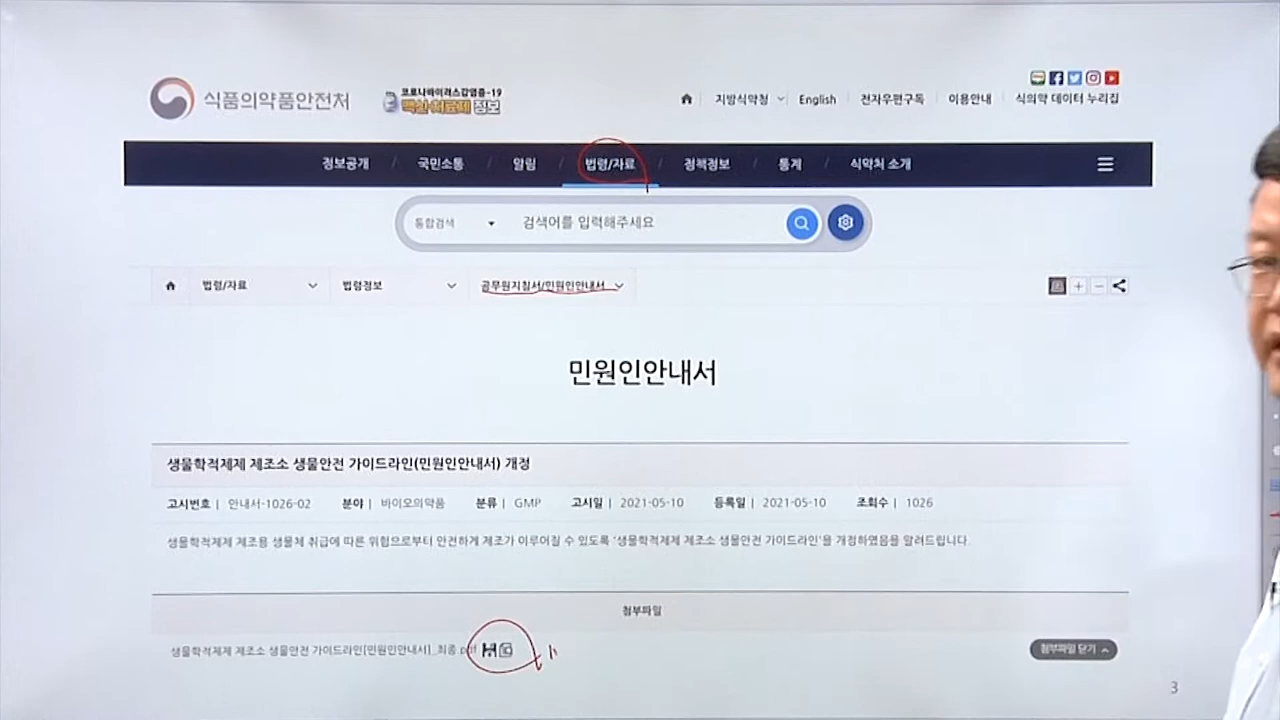 식품의약품안전처
코로나바이러스감염증-19
백신·치료제 정보
지방식약청 English 전자우편구독 이용안내 식의약 데이터 누리집
정보공개 / 국민소통 / 알림 / 법령/자료 / 정책정보 / 통계 / 식약처 소개
통합검색 검색어를 입력해주세요
법령/자료 법령정보 공무원지침서/민원인안내서
민원인안내서
생물학적제제 제조소 생물안전 가이드라인(민원인안내서) 개정
고시번호 | 안내서-1026-02 분야 | 바이오의약품 분류 | GMP 고시일 | 2021-05-10 등록일 | 2021-05-10 조회수 | 1026
생물학적제제 제조용 생물체 취급에 따른 위험으로부터 안전하게 제조가 이루어질 수 있도록 '생물학적제제 제조소 생물안전 가이드라인'을 개정하였음을 알려드립니다.
첨부파일
생물학적제제 제조소 생물안전 가이드라인[민원인안내서]_최종.pdf
첨부파일 닫기
3